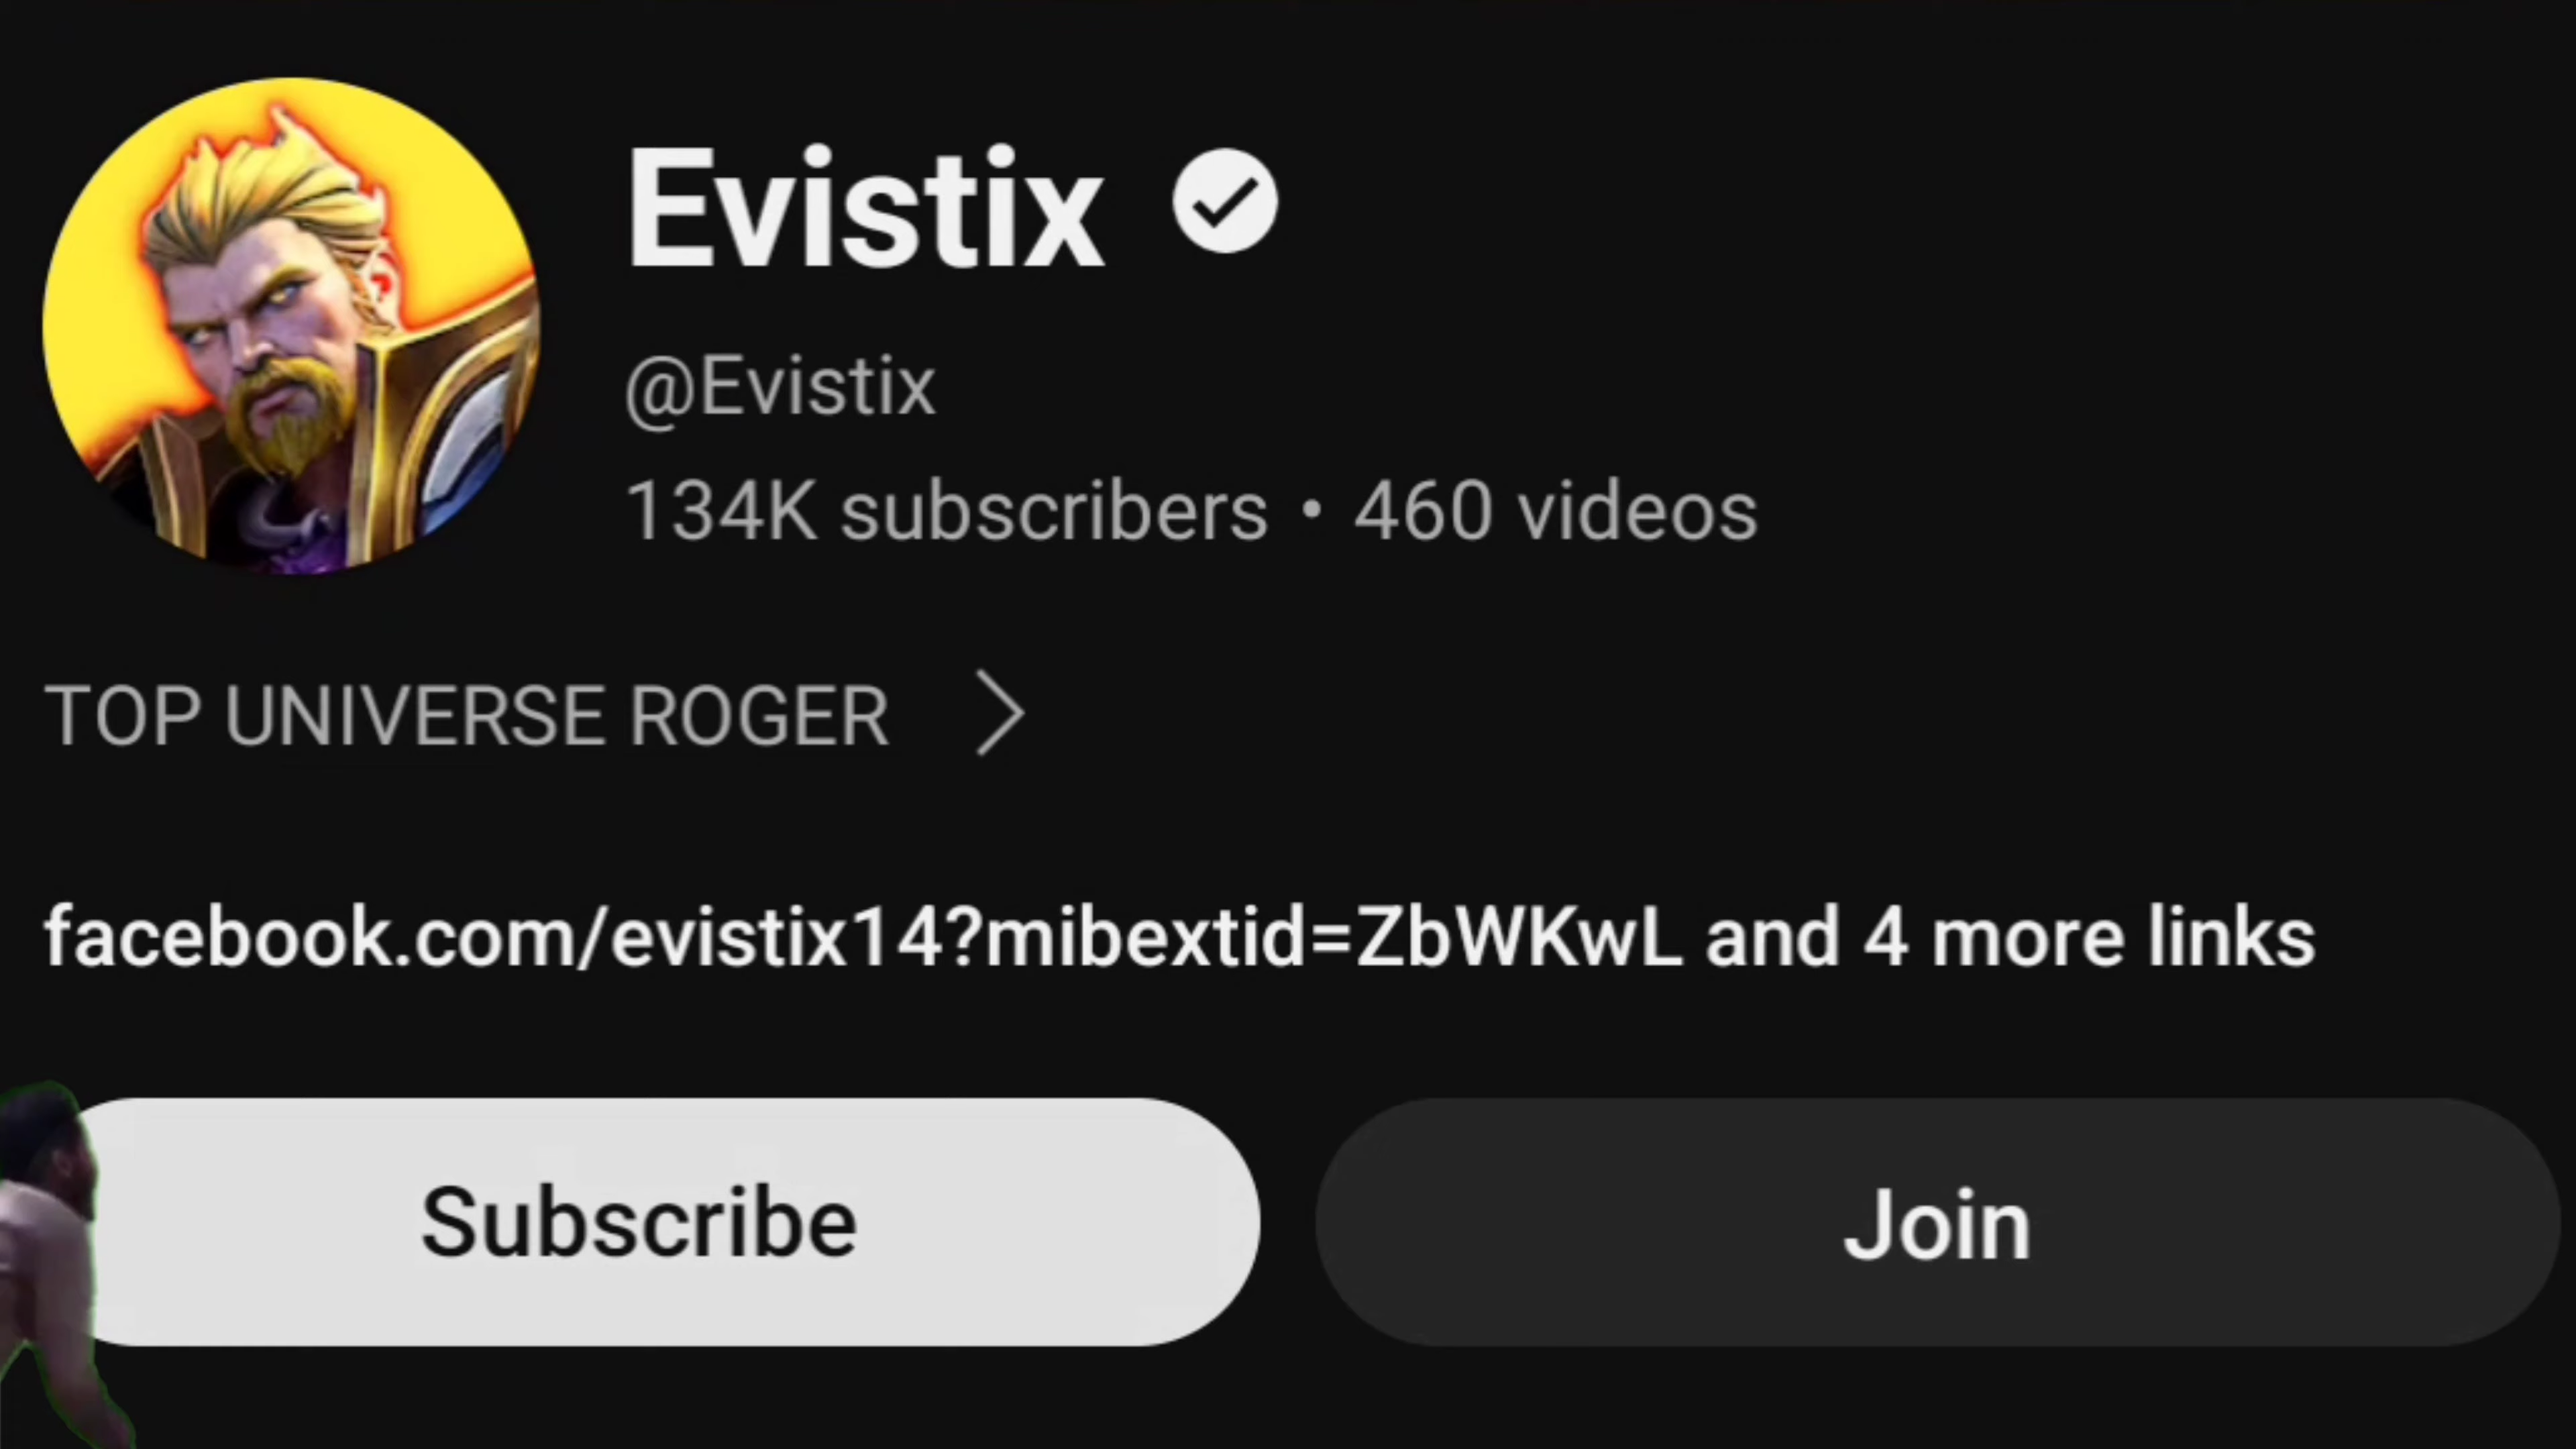 Evistix
@Evistix
134K subscribers • 460 videos
TOP UNIVERSE ROGER
facebook.com/evistix14?mibextid=ZbWKwL and 4 more links
Subscribe
Join